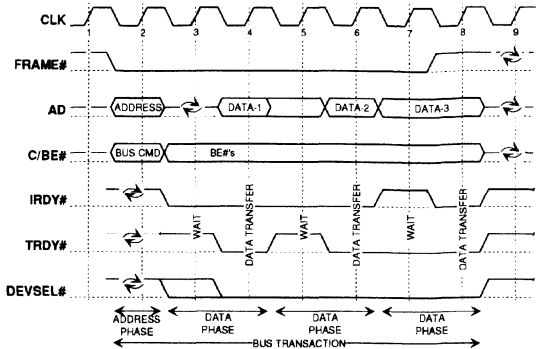 CLK
1 2 3 4 5 6 7 8 9
FRAME#
AD
ADDRESS
DATA-1
DATA-2
DATA-3
C/BE#
BUS CMD
BE#'s
IRDY#
TRDY#
WAIT
DATA TRANSFER
WAIT
DATA TRANSFER
WAIT
DATA TRANSFER
DEVSEL#
ADDRESS PHASE
DATA PHASE
DATA PHASE
DATA PHASE
BUS TRANSACTION